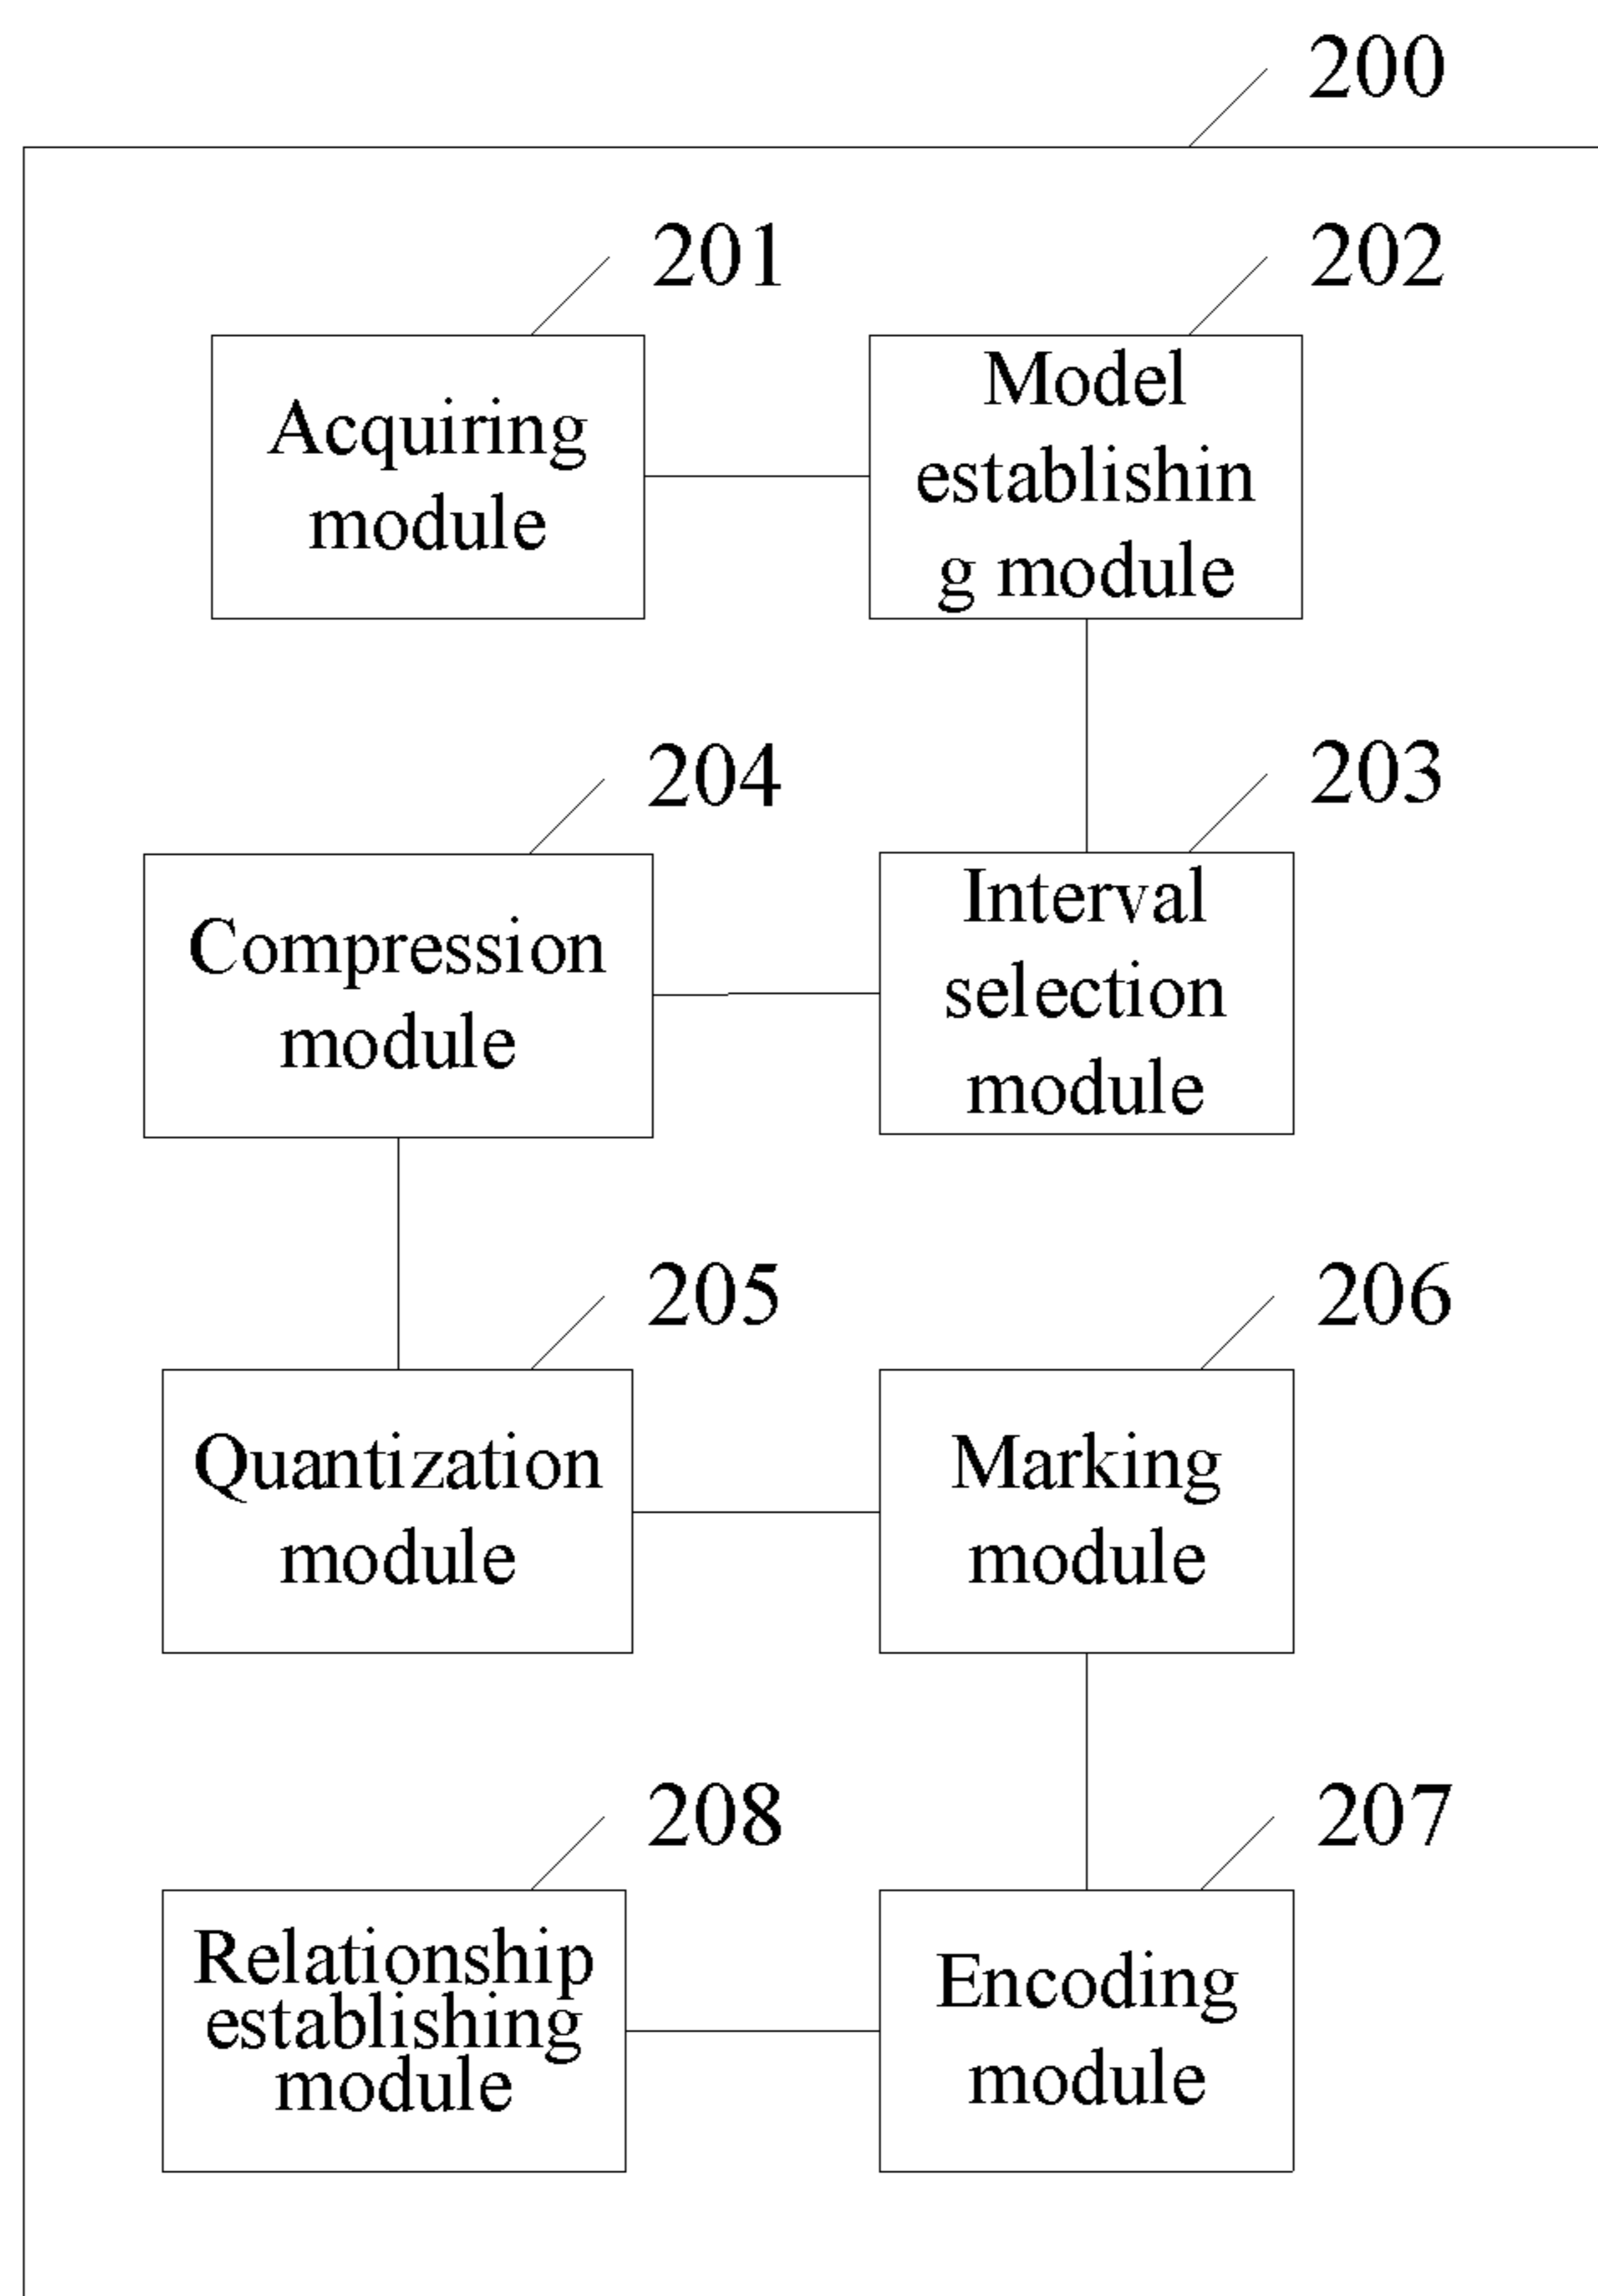 200
201
202
Acquiring
module
Model
establishin
g module
204
203
Compression
module
Interval
selection
module
205
206
Quantization
module
Marking
module
208
207
Relationship
establishing
module
Encoding
module